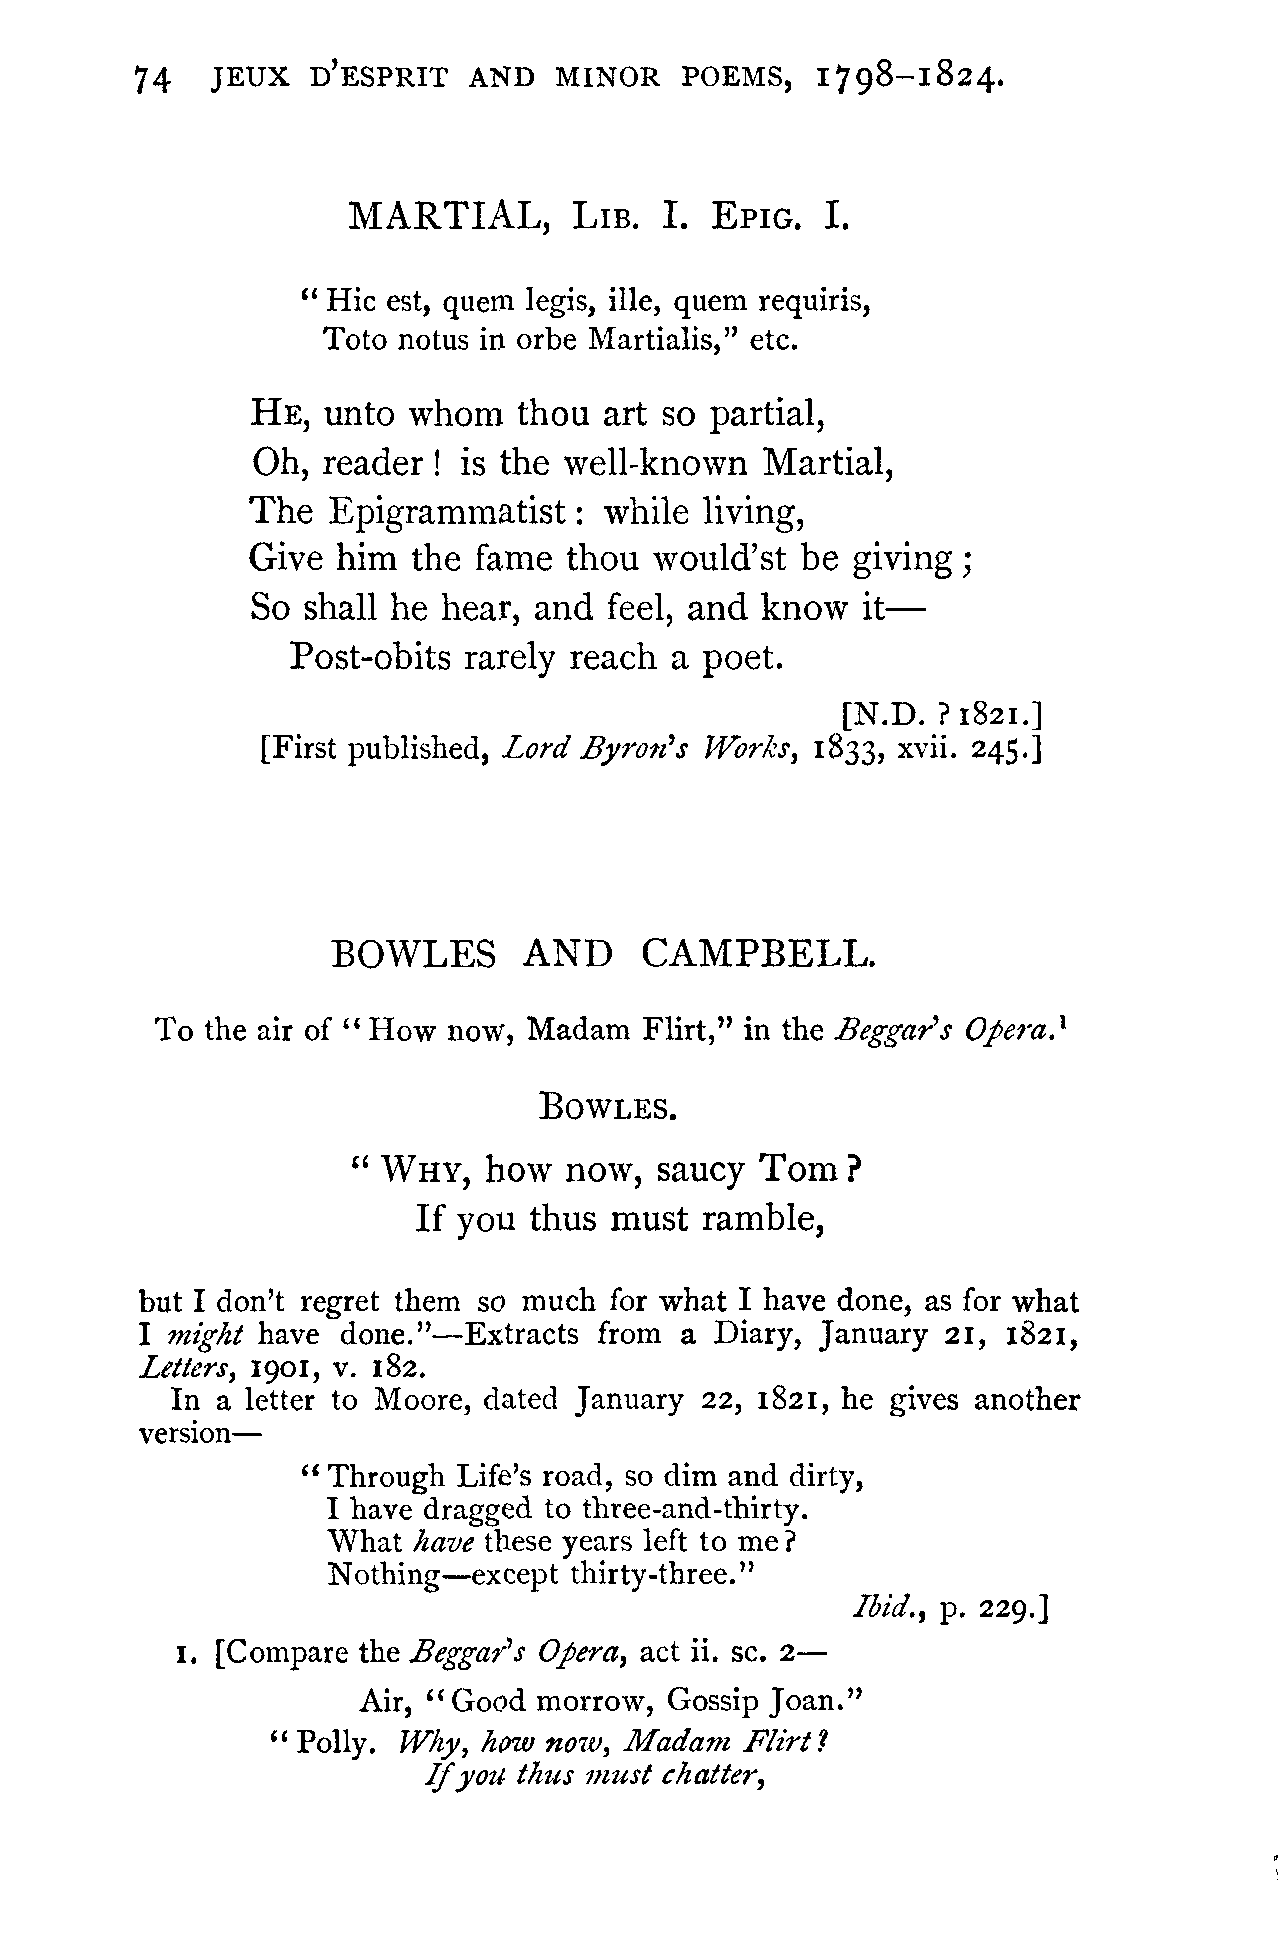 74 JEUX D'ESPRIT AND MINOR POEMS, 1798–1824.
MARTIAL, LIB. I. EPIG. I.
"Hic est, quem legis, ille, quem requiris,
Toto notus in orbe Martialis," etc.
HE, unto whom thou art so partial,
Oh, reader! is the well-known Martial,
The Epigrammatist: while living,
Give him the fame thou would'st be giving;
So shall he hear, and feel, and know it—
Post-obits rarely reach a poet.
[N.D. ? 1821.]
[First published, Lord Byron's Works, 1833, xvii. 245.]
BOWLES AND CAMPBELL.
To the air of "How now, Madam Flirt," in the Beggar's Opera.¹
BOWLES.
"WHY, how now, saucy Tom?
If you thus must ramble,
but I don't regret them so much for what I have done, as for what
I might have done."—Extracts from a Diary, January 21, 1821,
Letters, 1901, v. 182.
In a letter to Moore, dated January 22, 1821, he gives another
version—
"Through Life's road, so dim and dirty,
I have dragged to three-and-thirty.
What have these years left to me?
Nothing—except thirty-three."
Ibid., p. 229.]
1. [Compare the Beggar's Opera, act ii. sc. 2—
Air, "Good morrow, Gossip Joan."
"Polly. Why, how now, Madam Flirt?
If you thus must chatter,